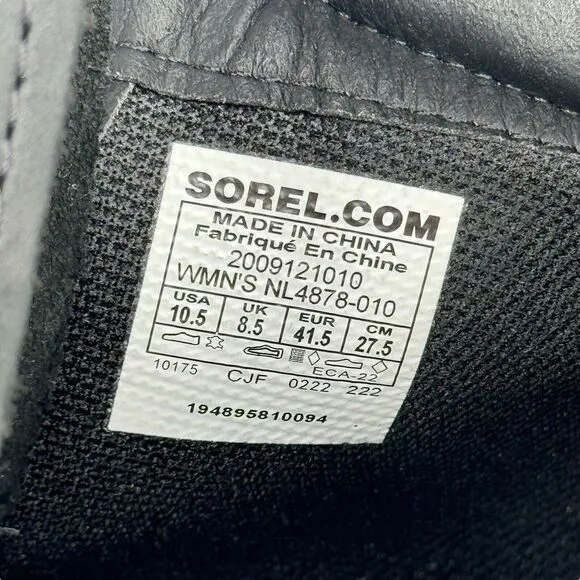 SOREL.COM
MADE IN CHINA
Fabriqué En Chine
2009121010
WMN'S NL4878-010
USA UK EUR CM
10.5 8.5 41.5 27.5
ECA-22
10175 CJF 0222 222
194895810094